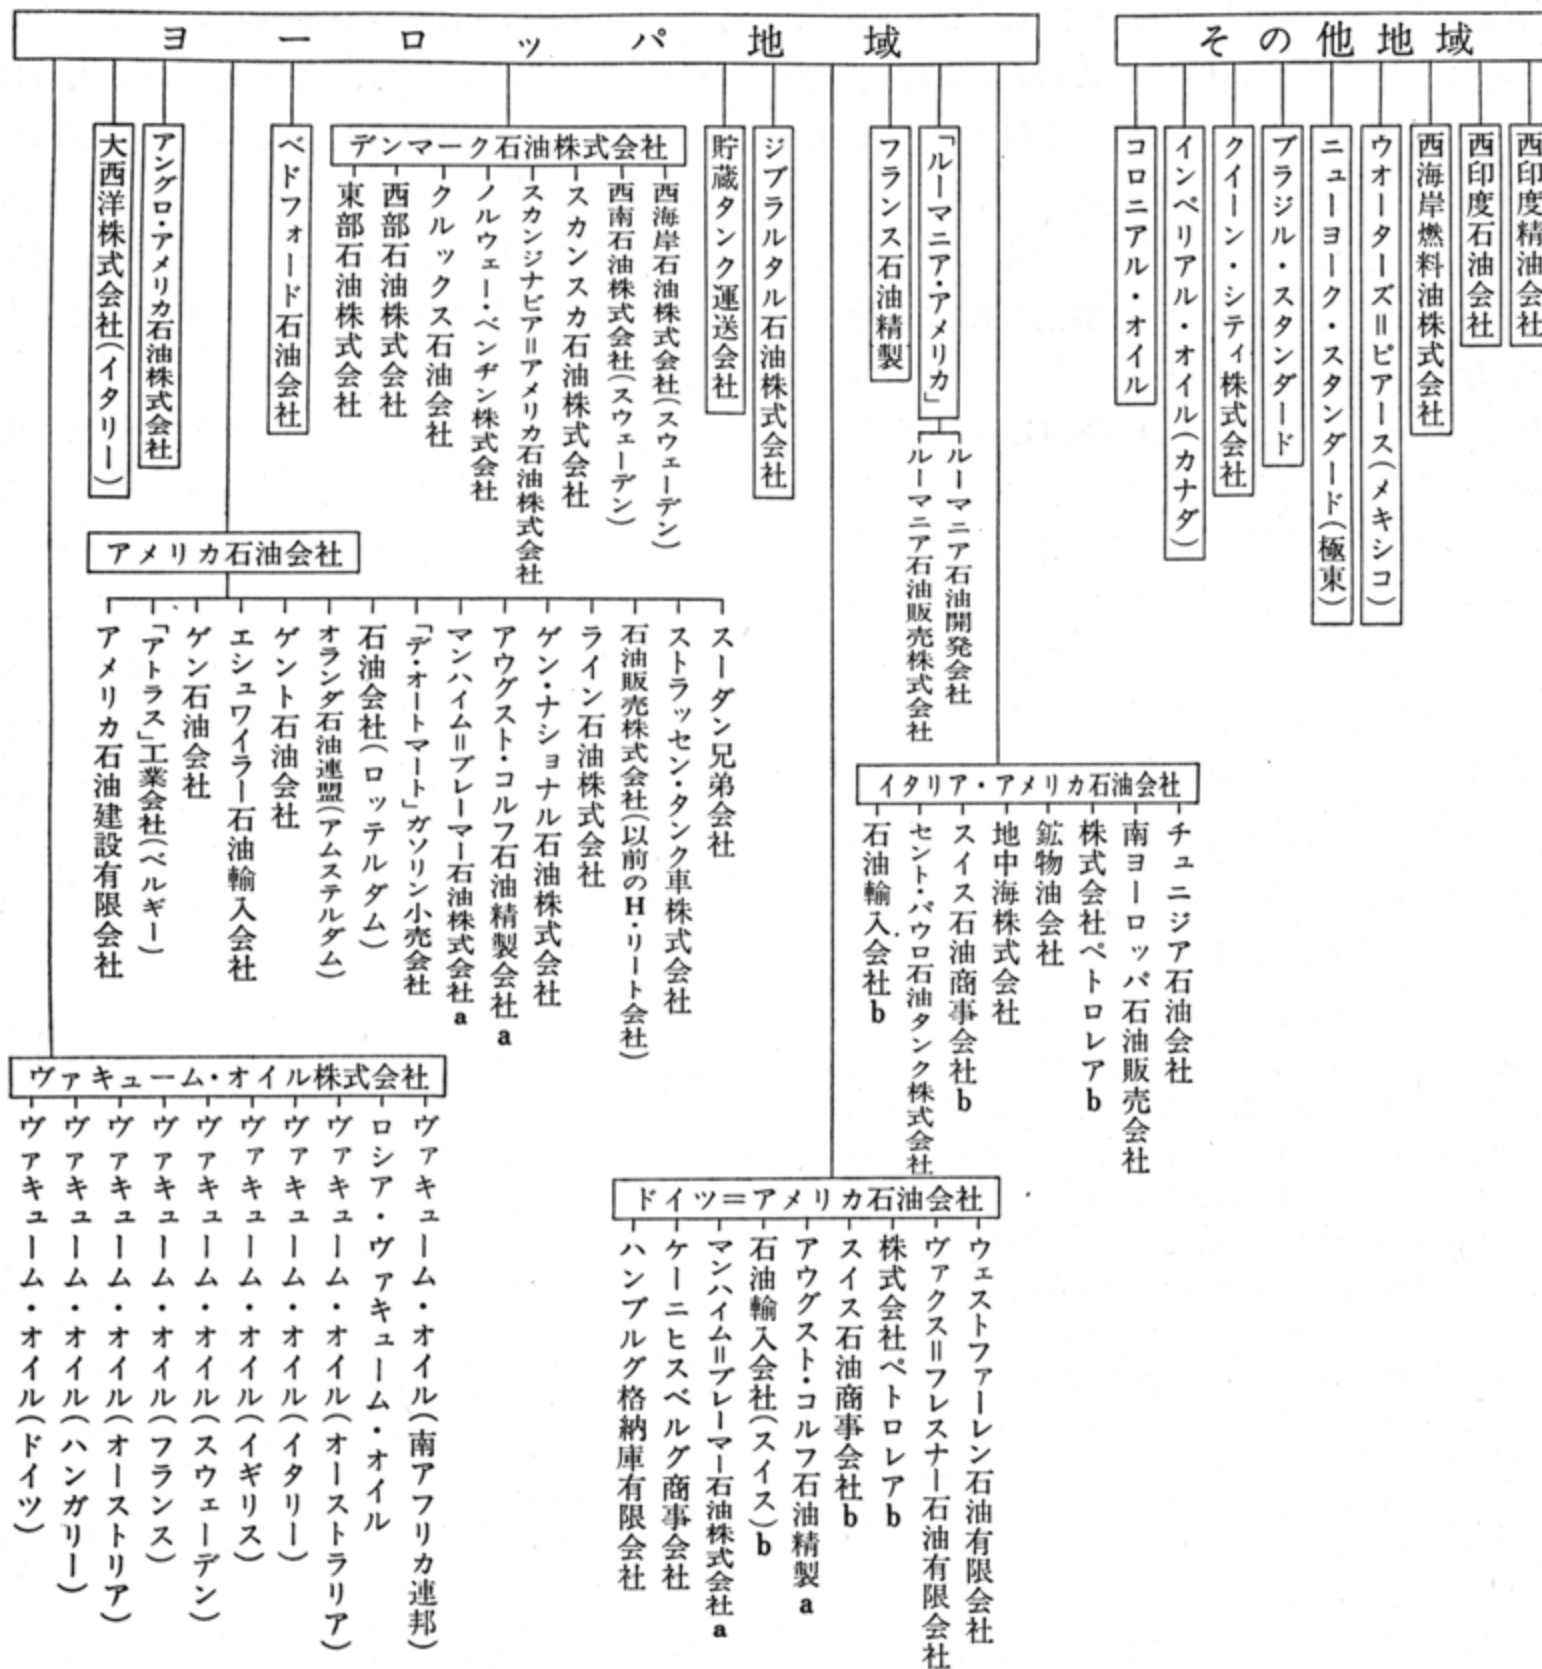 ヨーロッパ地域
大西洋株式会社(イタリー)
アングロ・アメリカ石油株式会社
ベドフォード石油会社
デンマーク石油株式会社
東部石油株式会社
西部石油株式会社
クルックス石油会社
ノルウェー・ベンヂン株式会社
スカンジナビア=アメリカ石油株式会社
スカンスカ石油株式会社
西南石油株式会社(スウェーデン)
西海岸石油株式会社(スウェーデン)
貯蔵タンク運送会社
ジブラルタル石油株式会社
フランス石油精製
「ルーマニア・アメリカ」
ルーマニア石油販売株式会社
ルーマニア石油開発会社
アメリカ石油会社
アメリカ石油建設有限会社
「アトラス」工業会社(ベルギー)
ゲン石油会社
エシュワイラー石油輸入会社
ゲント石油会社
オランダ石油連盟(アムステルダム)
石油会社(ロッテルダム)
「デ・オートマート」ガソリン小売会社
マンハイム=ブレーマー石油株式会社a
アウグスト・コルフ石油精製会社a
ゲン・ナショナル石油株式会社
ライン石油株式会社
石油販売株式会社(以前のH・リート会社)
ストラッセン・タンク車株式会社
スーダン兄弟会社
イタリア・アメリカ石油会社
石油輸入会社b
セント・パウロ石油タンク株式会社
スイス石油商事会社b
地中海株式会社
鉱物油会社
株式会社ペトロレアb
南ヨーロッパ石油販売会社
チュニジア石油会社
ヴァキューム・オイル株式会社
ヴァキューム・オイル(ドイツ)
ヴァキューム・オイル(ハンガリー)
ヴァキューム・オイル(オーストリア)
ヴァキューム・オイル(フランス)
ヴァキューム・オイル(スウェーデン)
ヴァキューム・オイル(イギリス)
ヴァキューム・オイル(イタリー)
ヴァキューム・オイル(オーストラリア)
ロシア・ヴァキューム・オイル
ヴァキューム・オイル(南アフリカ連邦)
ドイツ=アメリカ石油会社
ハンブルグ格納庫有限会社
ケーニヒスベルグ商事会社
マンハイム=ブレーマー石油株式会社a
石油輸入会社(スイス)b
アウグスト・コルフ石油精製a
スイス石油商事会社b
株式会社ペトロレアb
ヴァクス=フレスナー石油有限会社
ウェストファーレン石油有限会社
その他地域
コロニアル・オイル
インペリアル・オイル(カナダ)
クイーン・シティ株式会社
ブラジル・スタンダード
ニューヨーク・スタンダード(極東)
ウオーターズ=ピアース(メキシコ)
西海岸燃料油株式会社
西印度石油会社
西印度精油会社